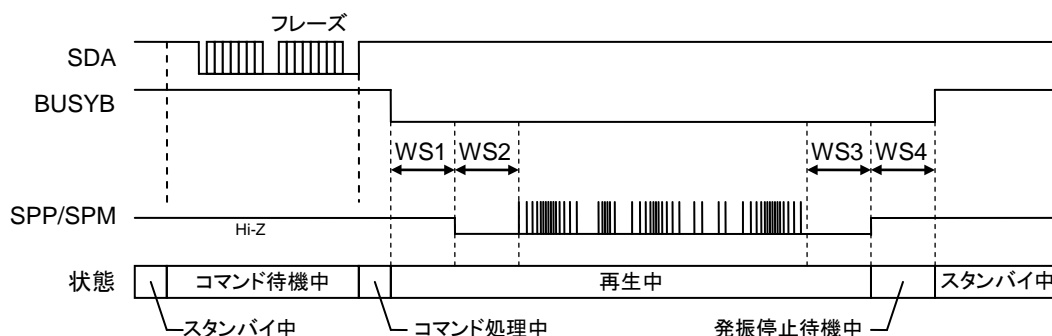 フレーズ
SDA
BUSYB
WS1 WS2 WS3 WS4
SPP/SPM
Hi-Z
状態 コマンド待機中 再生中 スタンバイ中
スタンバイ中 コマンド処理中 発振停止待機中